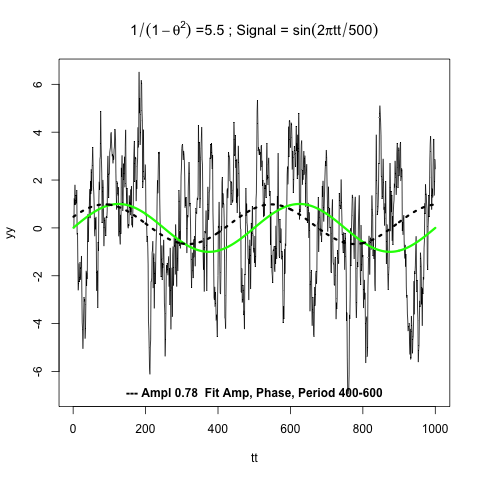 1/(1−θ²) =5.5 ; Signal = sin(2πtt/500)
yy
6
4
2
0
-2
-4
-6
--- Ampl 0.78 Fit Amp, Phase, Period 400-600
0 200 400 600 800 1000
tt